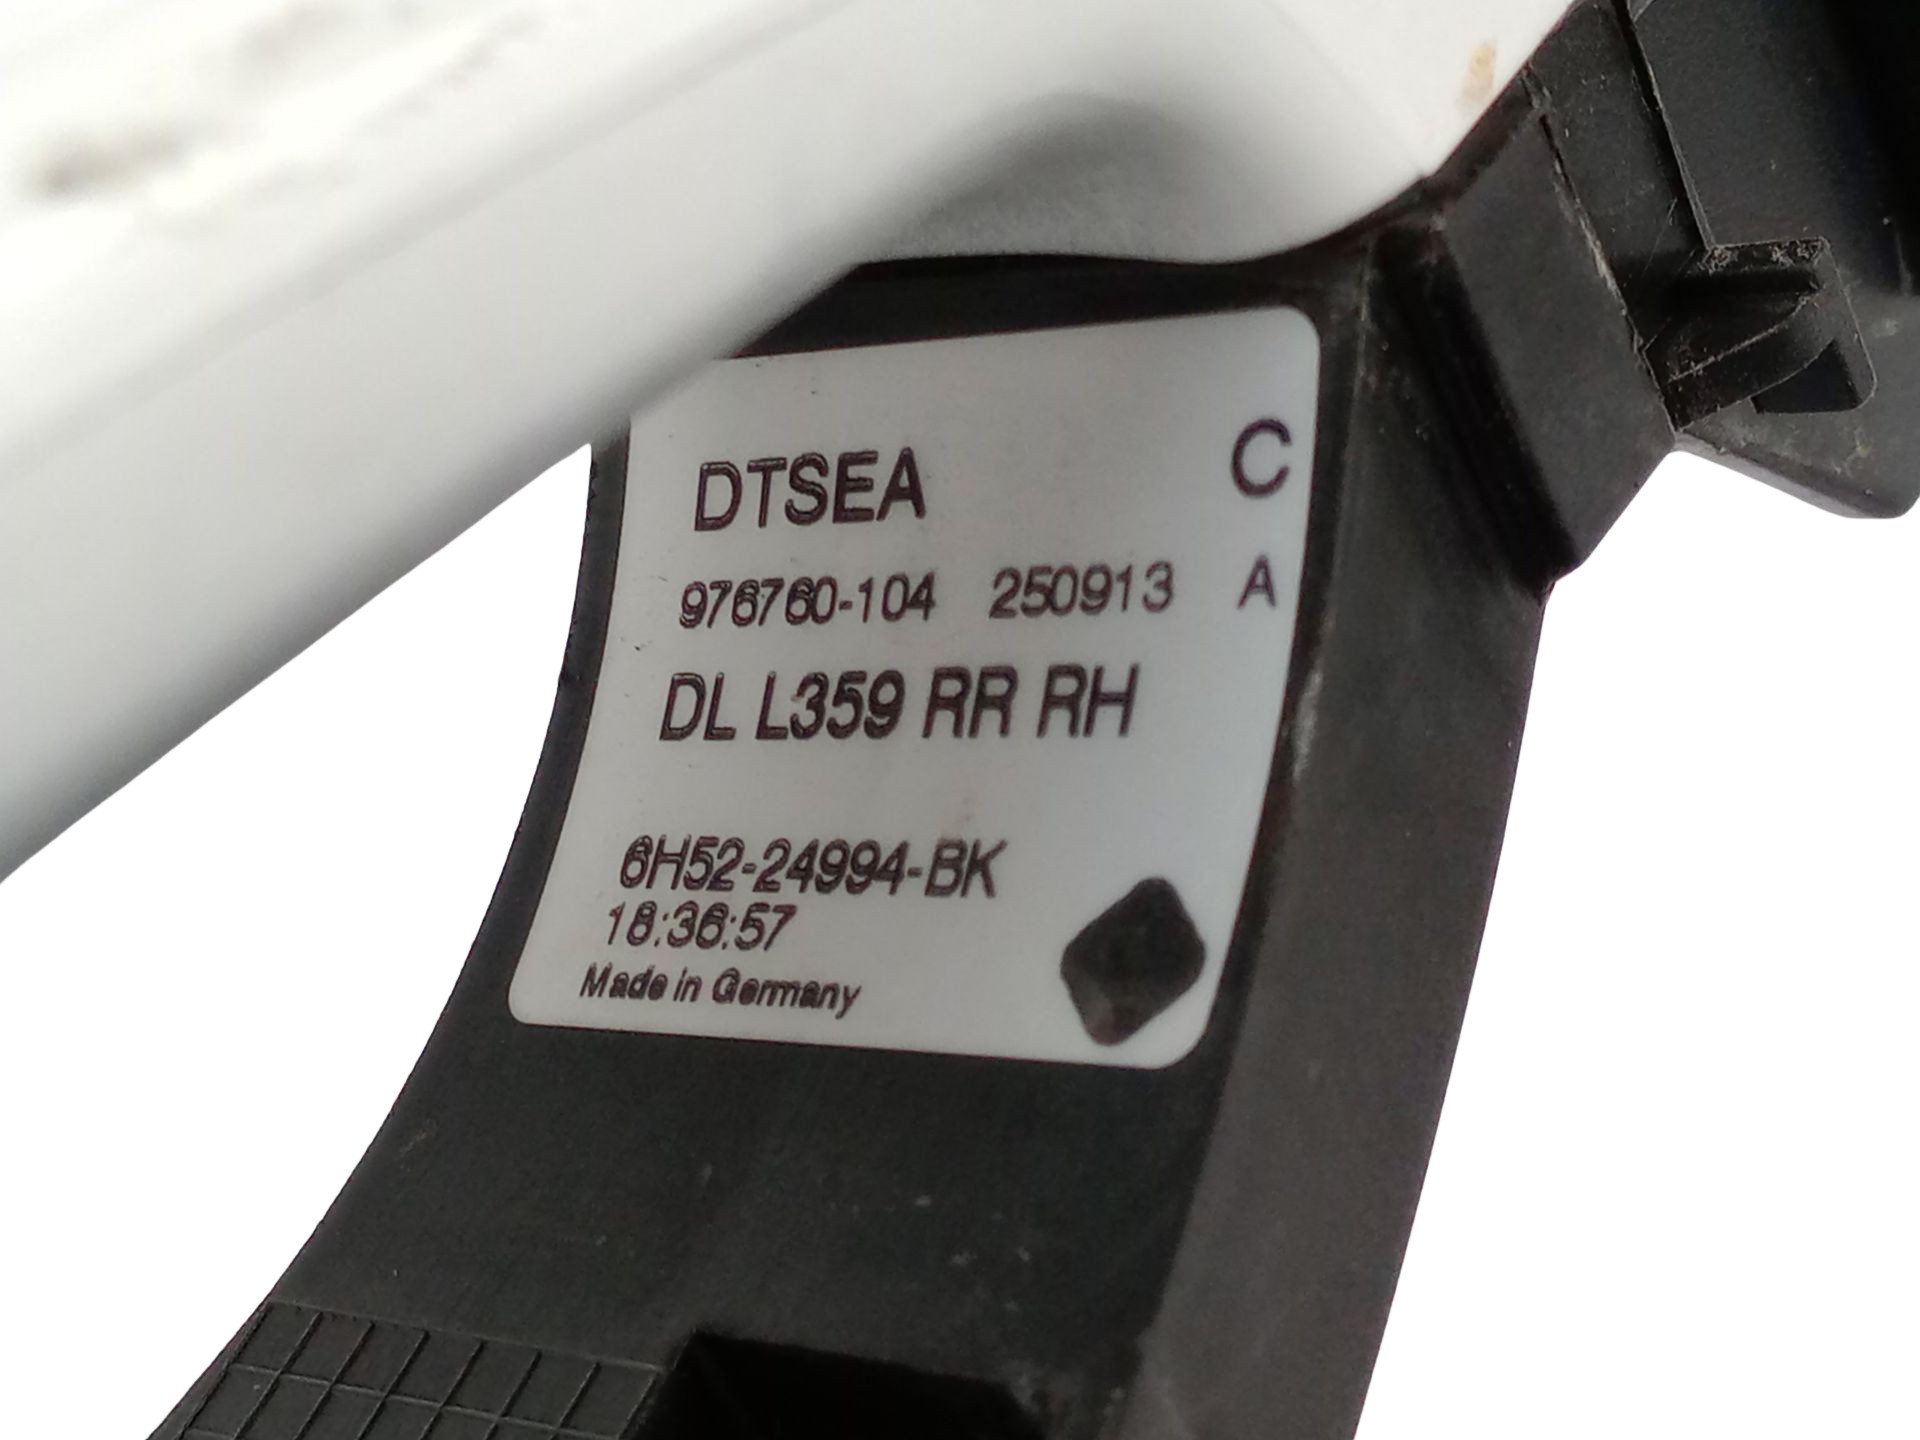 DTSEA C
976760-104 250913 A
DL L359 RR RH
6H52-24994-BK
18:36:57
Made in Germany